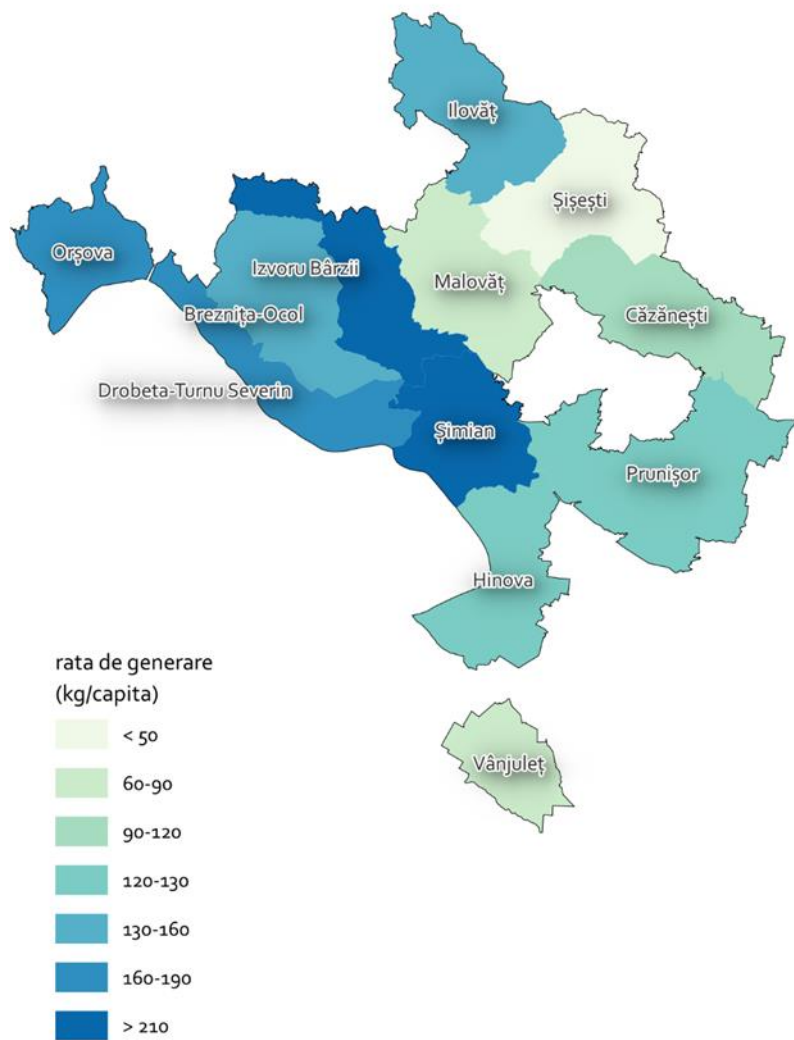 Ilovăț
Șișești
Orșova
Izvoru Bârzii
Malovăț
Breznița-Ocol
Căzănești
Drobeta-Turnu Severin
Șimian
Prunișor
Hinova
Vânjuleț
rata de generare
(kg/capita)
< 50
60-90
90-120
120-130
130-160
160-190
> 210